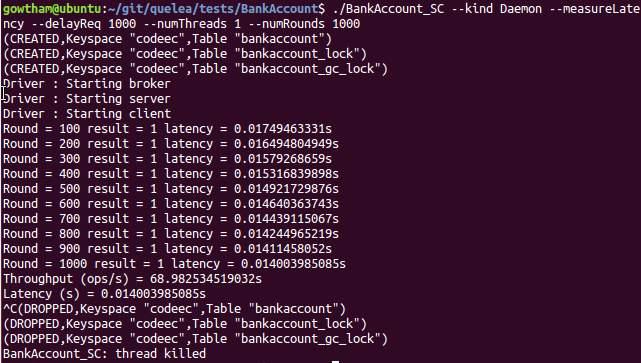 gowtham@ubuntu:~/git/quelea/tests/BankAccount$ ./BankAccount_SC --kind Daemon --measureLate
ncy --delayReq 1000 --numThreads 1 --numRounds 1000
(CREATED,Keyspace "codeec",Table "bankaccount")
(CREATED,Keyspace "codeec",Table "bankaccount_lock")
(CREATED,Keyspace "codeec",Table "bankaccount_gc_lock")
Driver : Starting broker
Driver : Starting server
Driver : Starting client
Round = 100 result = 1 latency = 0.01749463331s
Round = 200 result = 1 latency = 0.016494804949s
Round = 300 result = 1 latency = 0.01579268659s
Round = 400 result = 1 latency = 0.015316839898s
Round = 500 result = 1 latency = 0.014921729876s
Round = 600 result = 1 latency = 0.014640363743s
Round = 700 result = 1 latency = 0.014439115067s
Round = 800 result = 1 latency = 0.014244965219s
Round = 900 result = 1 latency = 0.01411458052s
Round = 1000 result = 1 latency = 0.014003985085s
Throughput (ops/s) = 68.982534519032s
Latency (s) = 0.014003985085s
^C(DROPPED,Keyspace "codeec",Table "bankaccount")
(DROPPED,Keyspace "codeec",Table "bankaccount_lock")
(DROPPED,Keyspace "codeec",Table "bankaccount_gc_lock")
BankAccount_SC: thread killed